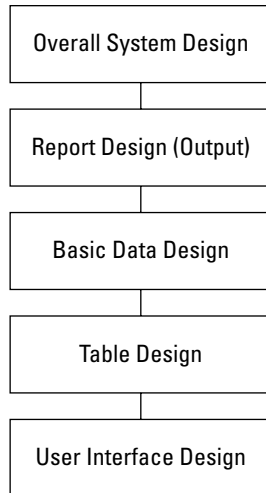 Overall System Design
Report Design (Output)
Basic Data Design
Table Design
User Interface Design